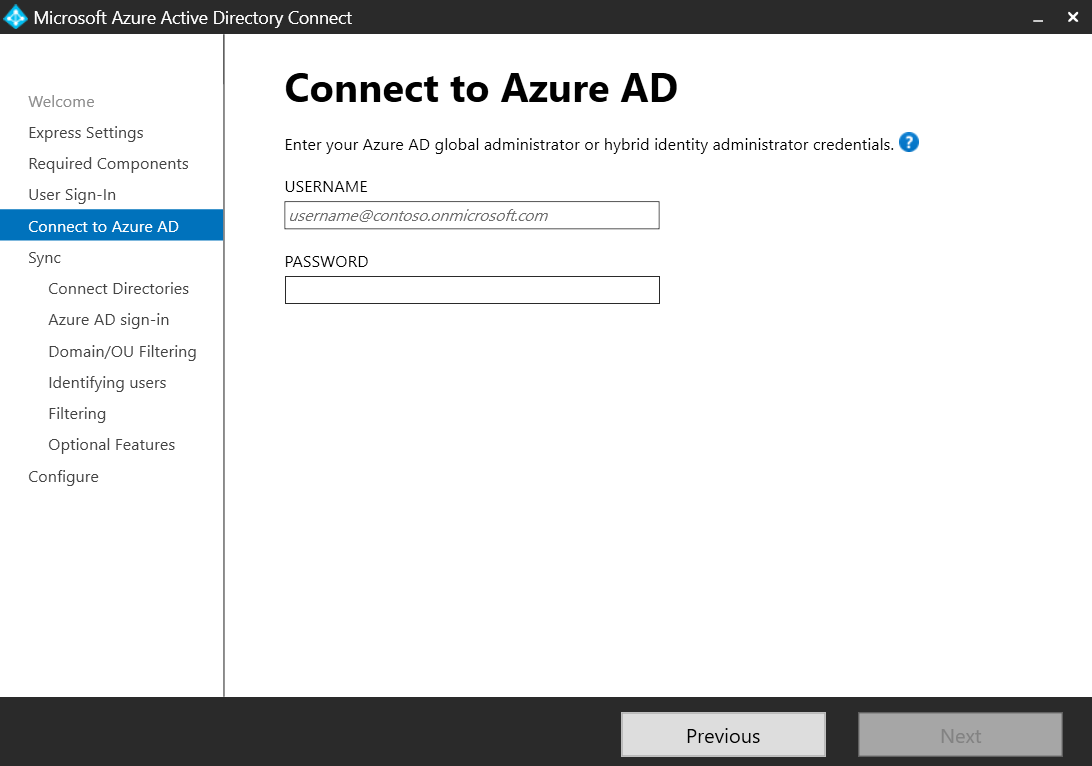 Microsoft Azure Active Directory Connect
Welcome
Express Settings
Required Components
User Sign-In
Connect to Azure AD
Sync
Connect Directories
Azure AD sign-in
Domain/OU Filtering
Identifying users
Filtering
Optional Features
Configure
Connect to Azure AD
Enter your Azure AD global administrator or hybrid identity administrator credentials. ?
USERNAME
username@contoso.onmicrosoft.com
PASSWORD
Previous
Next